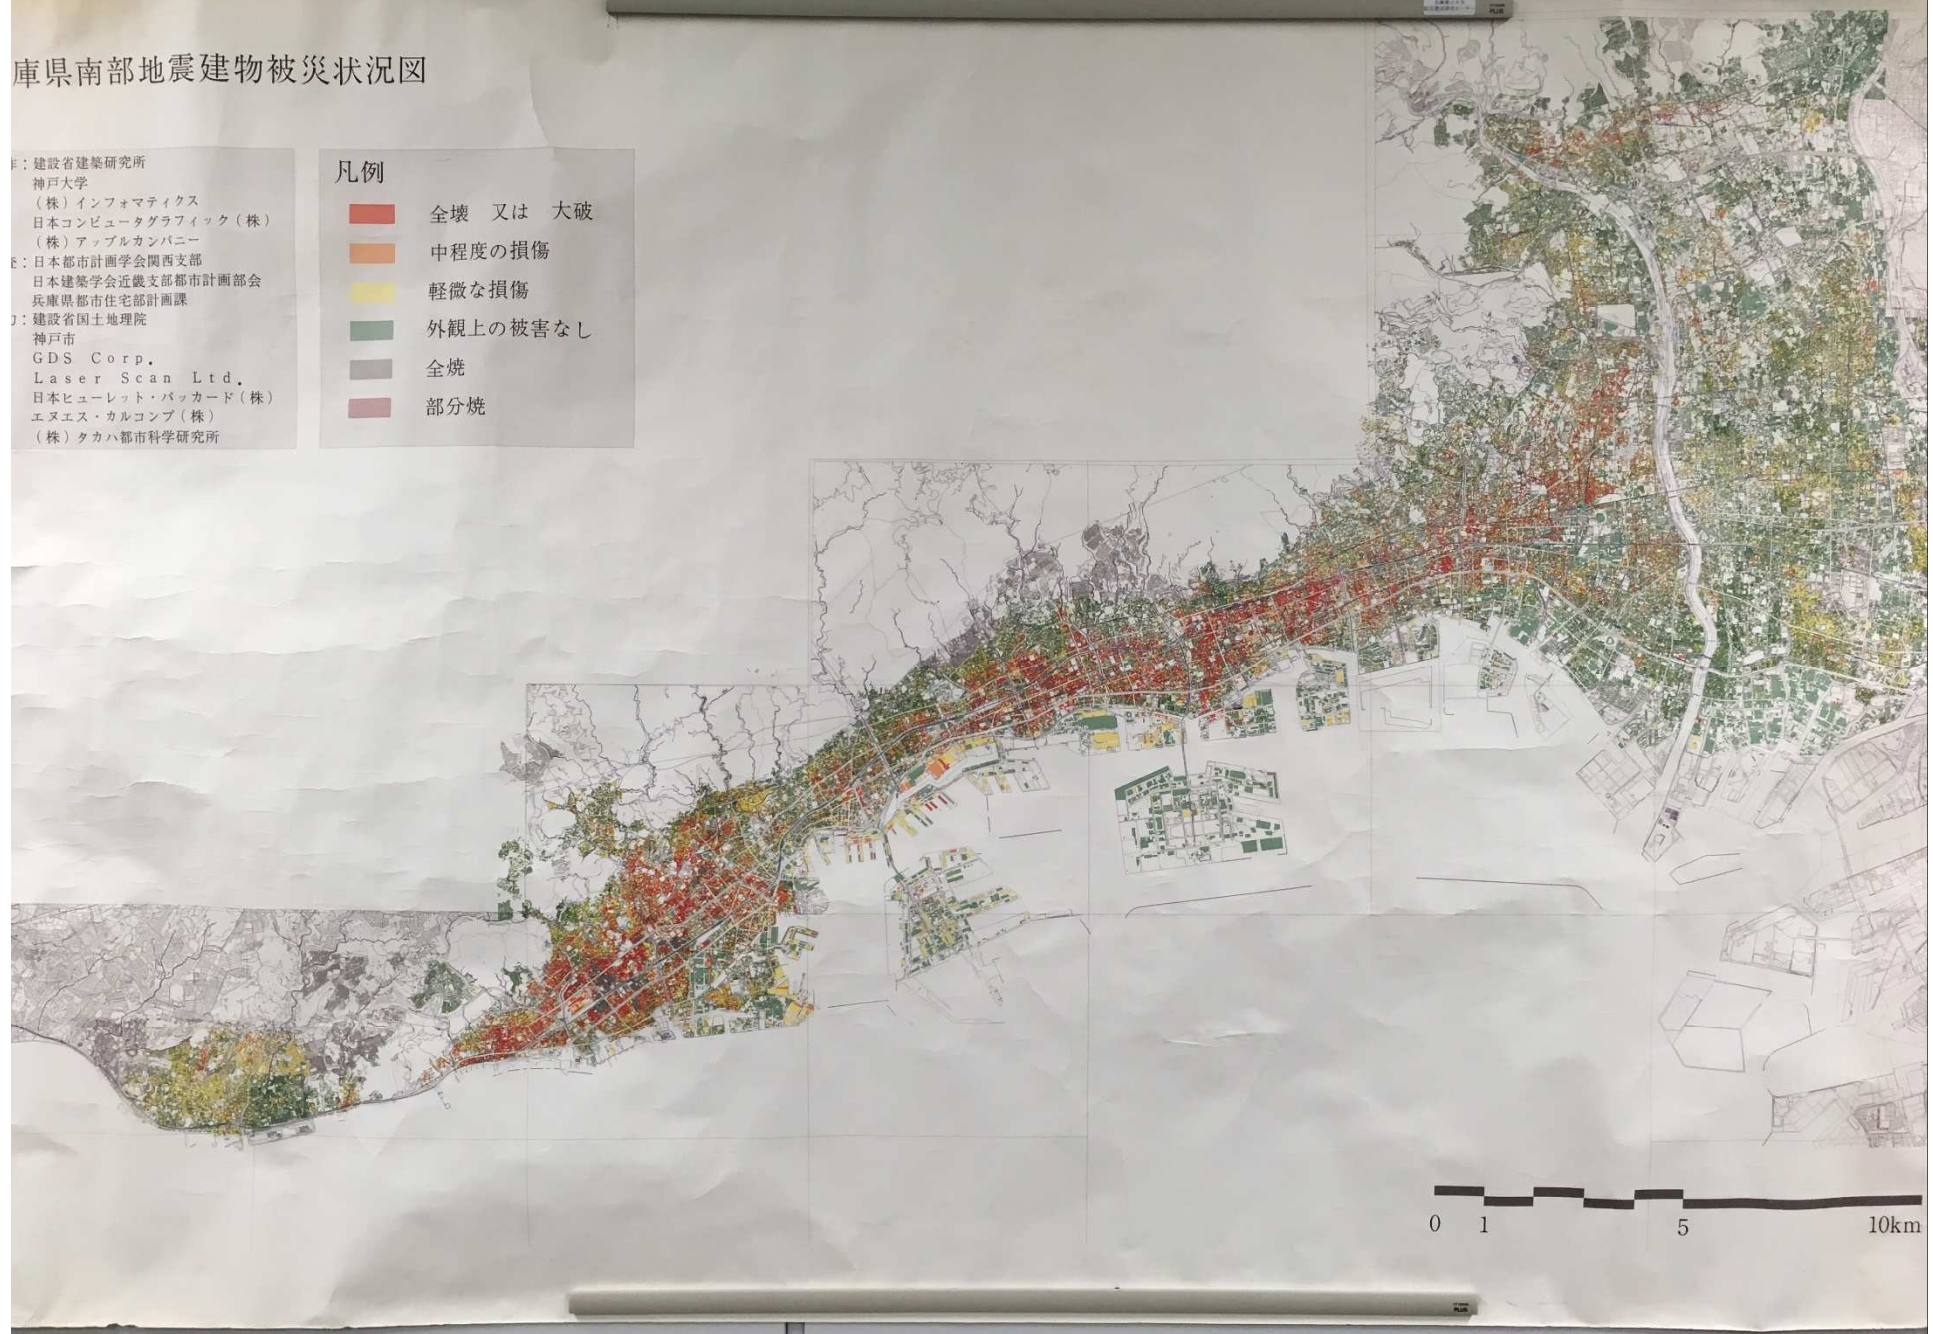 庫県南部地震建物被災状況図
：建設省建築研究所
神戸大学
（株）インフォマティクス
日本コンピュータグラフィック（株）
（株）アップルカンパニー
：日本都市計画学会関西支部
日本建築学会近畿支部都市計画部会
兵庫県都市住宅部計画課
：建設省国土地理院
神戸市
GDS Corp.
Laser Scan Ltd.
日本ヒューレット・パッカード（株）
エヌエス・カルコンプ（株）
（株）タカハ都市科学研究所
凡例
全壊 又は 大破
中程度の損傷
軽微な損傷
外観上の被害なし
全焼
部分焼
0 1 5 10km
PLUS
PLUS